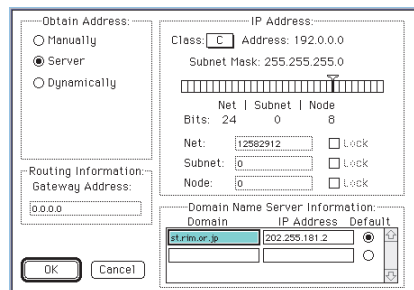 Obtain Address:
Manually
Server
Dynamically
Routing Information:
Gateway Address:
0.0.0.0
OK
Cancel
IP Address:
Class: C Address: 192.0.0.0
Subnet Mask: 255.255.255.0
Net | Subnet | Node
Bits: 24 0 8
Net: 12582912 Lock
Subnet: 0 Lock
Node: 0 Lock
Domain Name Server Information:
Domain IP Address Default
st.rim.or.jp 202.255.181.2